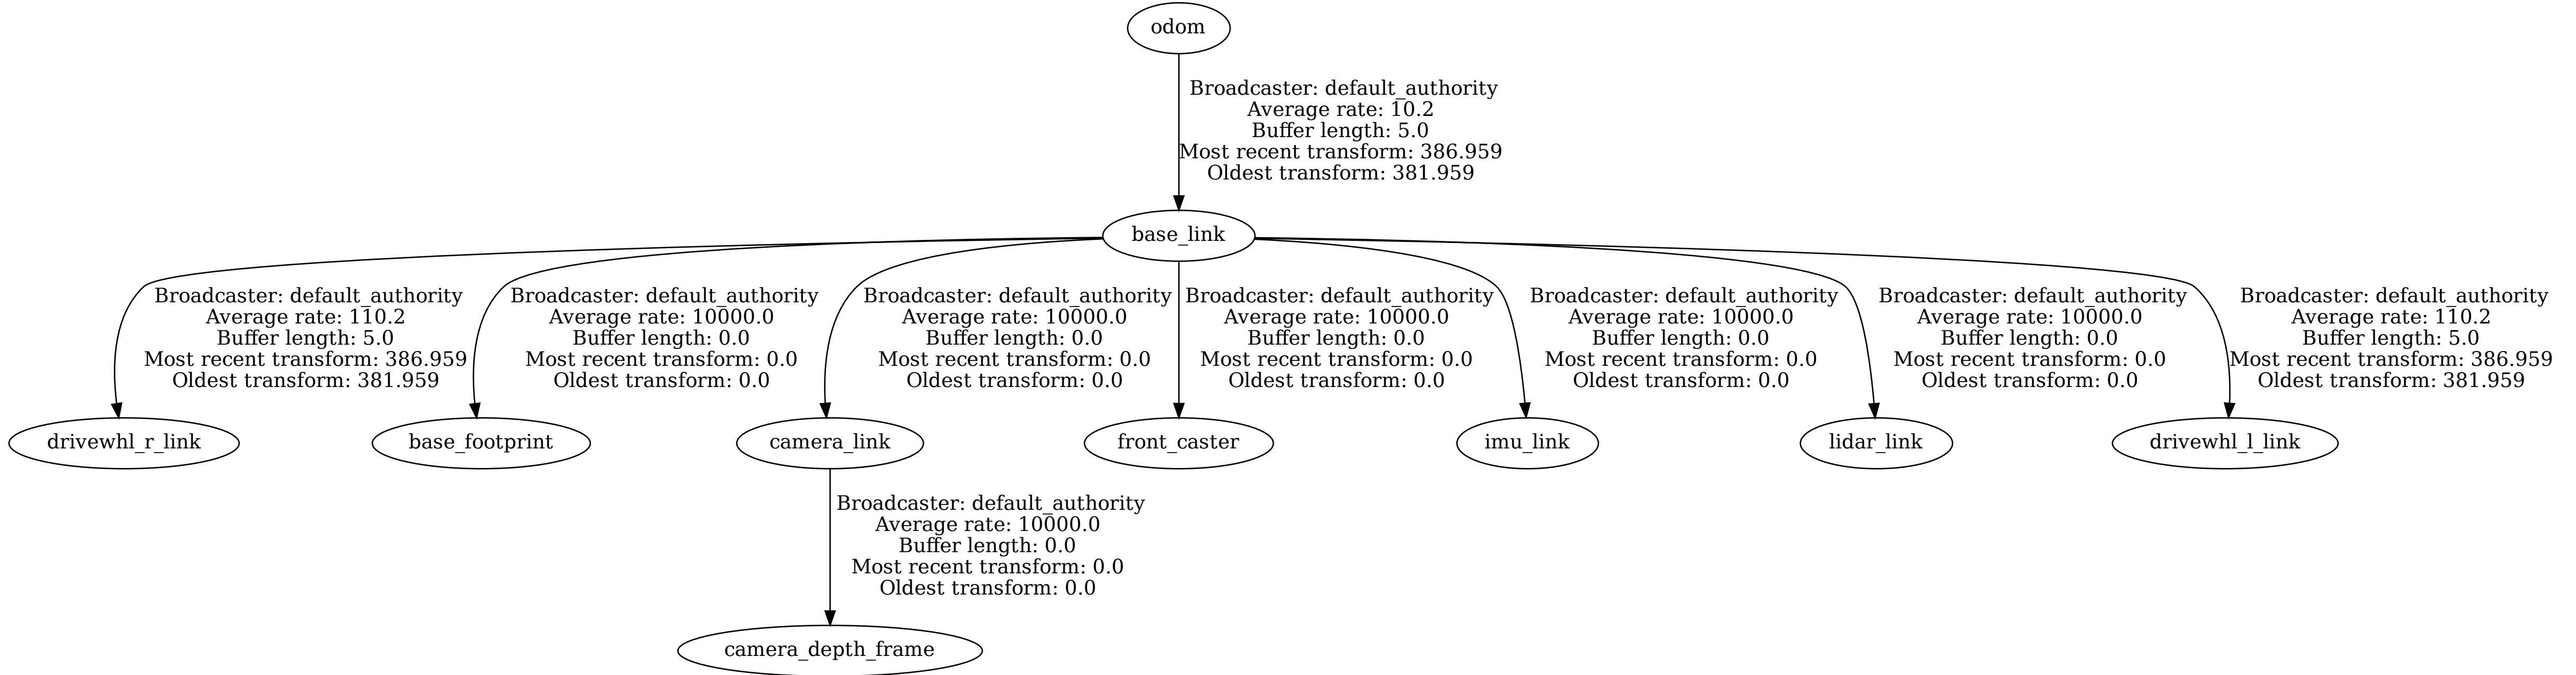 odom
Broadcaster: default_authority
Average rate: 10.2
Buffer length: 5.0
Most recent transform: 386.959
Oldest transform: 381.959
base_link
Broadcaster: default_authority
Average rate: 110.2
Buffer length: 5.0
Most recent transform: 386.959
Oldest transform: 381.959
Broadcaster: default_authority
Average rate: 10000.0
Buffer length: 0.0
Most recent transform: 0.0
Oldest transform: 0.0
Broadcaster: default_authority
Average rate: 10000.0
Buffer length: 0.0
Most recent transform: 0.0
Oldest transform: 0.0
Broadcaster: default_authority
Average rate: 10000.0
Buffer length: 0.0
Most recent transform: 0.0
Oldest transform: 0.0
Broadcaster: default_authority
Average rate: 10000.0
Buffer length: 0.0
Most recent transform: 0.0
Oldest transform: 0.0
Broadcaster: default_authority
Average rate: 10000.0
Buffer length: 0.0
Most recent transform: 0.0
Oldest transform: 0.0
Broadcaster: default_authority
Average rate: 110.2
Buffer length: 5.0
Most recent transform: 386.959
Oldest transform: 381.959
drivewhl_r_link
base_footprint
camera_link
front_caster
imu_link
lidar_link
drivewhl_l_link
Broadcaster: default_authority
Average rate: 10000.0
Buffer length: 0.0
Most recent transform: 0.0
Oldest transform: 0.0
camera_depth_frame